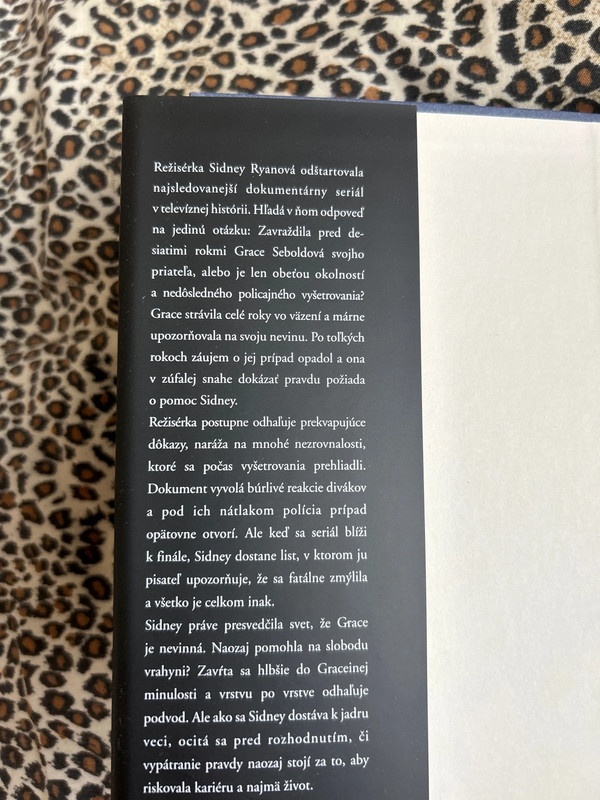 Režisérka Sidney Ryanová odštartovala
najsledovanejší dokumentárny seriál
v televíznej histórii. Hľadá v ňom odpoveď
na jedinú otázku: Zavraždila pred de-
siatimi rokmi Grace Seboldová svojho
priateľa, alebo je len obeťou okolností
a nedôsledného policajného vyšetrovania?
Grace strávila celé roky vo väzení a márne
upozorňovala na svoju nevinu. Po toľkých
rokoch záujem o jej prípad opadol a ona
v zúfalej snahe dokázať pravdu požiada
o pomoc Sidney.
Režisérka postupne odhaľuje prekvapujúce
dôkazy, naráža na mnohé nezrovnalosti,
ktoré sa počas vyšetrovania prehliadli.
Dokument vyvolá búrlivé reakcie divákov
a pod ich nátlakom polícia prípad
opätovne otvorí. Ale keď sa seriál blíži
k finále, Sidney dostane list, v ktorom ju
pisateľ upozorňuje, že sa fatálne zmýlila
a všetko je celkom inak.
Sidney práve presvedčila svet, že Grace
je nevinná. Naozaj pomohla na slobodu
vrahyni? Zavŕta sa hlbšie do Graceinej
minulosti a vrstvu po vrstve odhaľuje
podvod. Ale ako sa Sidney dostáva k jadru
veci, ocitá sa pred rozhodnutím, či
vypátranie pravdy naozaj stojí za to, aby
riskovala kariéru a najmä život.